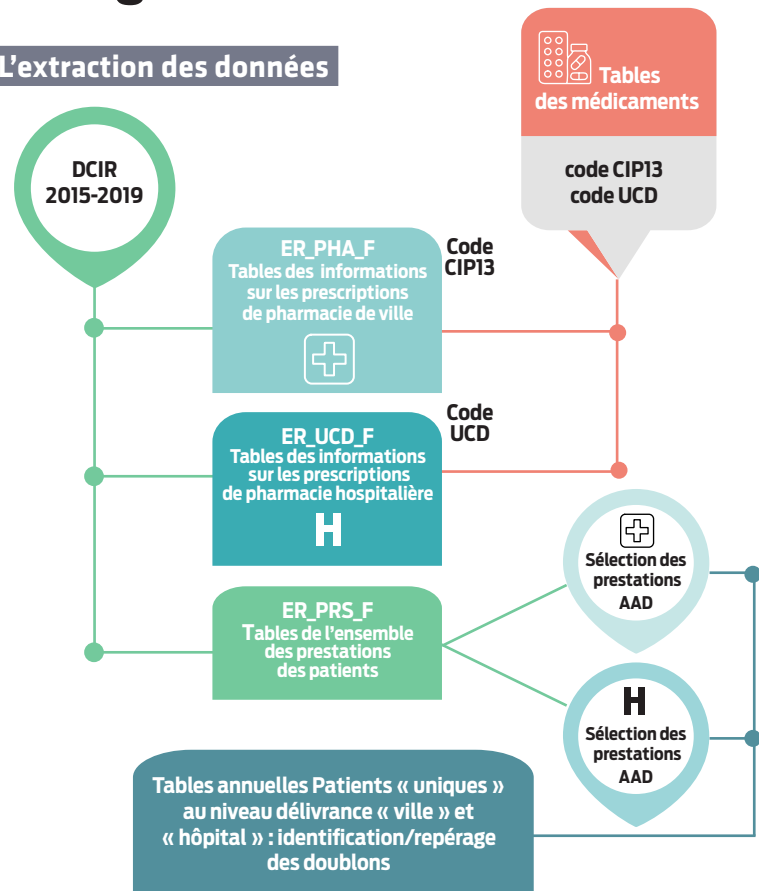 L'extraction des données
Tables
des médicaments
code CIP13
code UCD
DCIR
2015-2019
ER_PHA_F
Tables des informations
sur les prescriptions
de pharmacie de ville
Code
CIP13
ER_UCD_F
Tables des informations
sur les prescriptions
de pharmacie hospitalière
H
Code
UCD
ER_PRS_F
Tables de l'ensemble
des prestations
des patients
Sélection des
prestations
AAD
H
Sélection des
prestations
AAD
Tables annuelles Patients « uniques »
au niveau délivrance « ville » et
« hôpital » : identification/repérage
des doublons